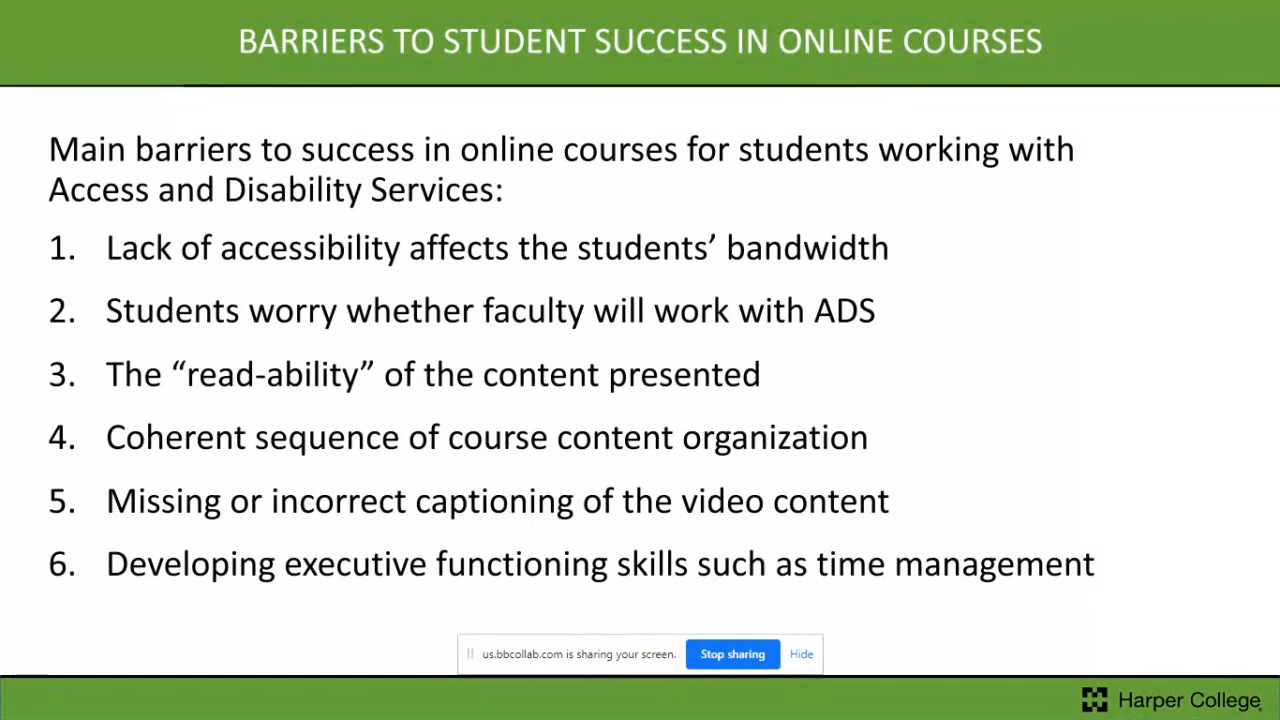 BARRIERS TO STUDENT SUCCESS IN ONLINE COURSES
Main barriers to success in online courses for students working with
Access and Disability Services:
1. Lack of accessibility affects the students’ bandwidth
2. Students worry whether faculty will work with ADS
3. The “read-ability” of the content presented
4. Coherent sequence of course content organization
5. Missing or incorrect captioning of the video content
6. Developing executive functioning skills such as time management
us.bbcollab.com is sharing your screen. Stop sharing Hide
Harper College